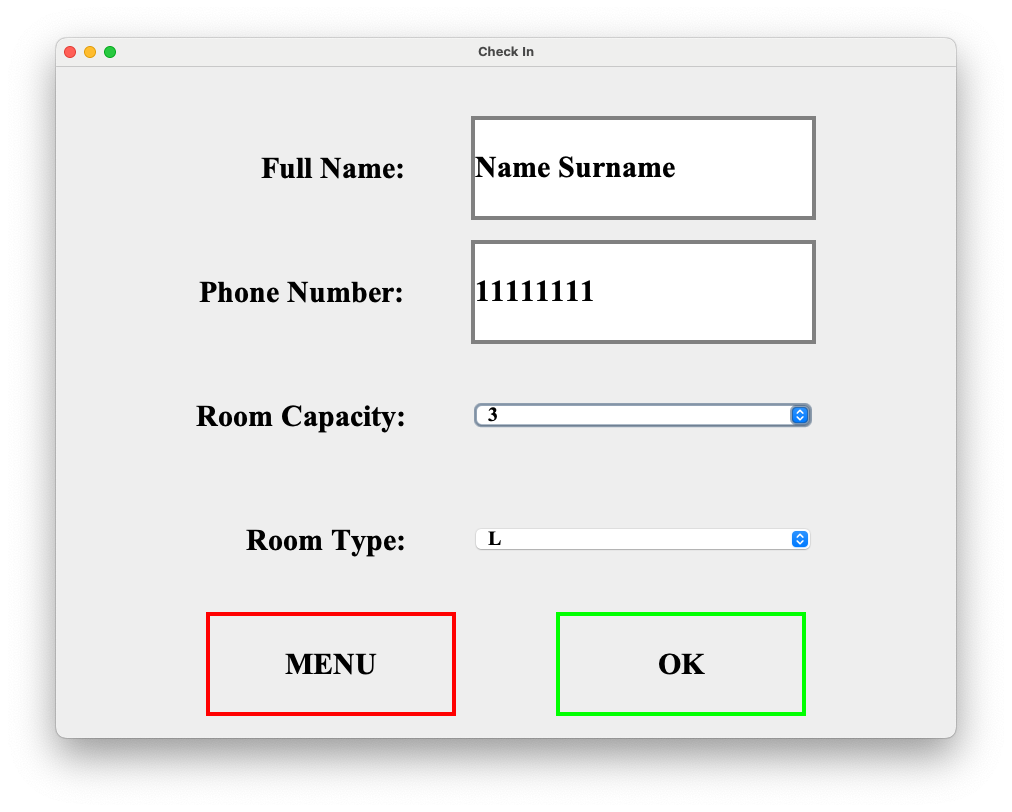 Check In
Full Name:
Name Surname
Phone Number:
11111111
Room Capacity:
3
Room Type:
L
MENU
OK